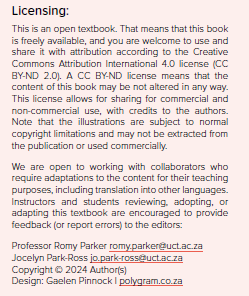 Licensing:
This is an open textbook. That means that this book
is freely available, and you are welcome to use and
share it with attribution according to the Creative
Commons Attribution International 4.0 license (CC
BY-ND 2.0). A CC BY-ND license means that the
content of this book may be not altered in any way.
This license allows for sharing for commercial and
non-commercial use, with credits to the authors.
Note that the illustrations are subject to normal
copyright limitations and may not be extracted from
the publication or used commercially.
We are open to working with collaborators who
require adaptations to the content for their teaching
purposes, including translation into other languages.
Instructors and students reviewing, adopting, or
adapting this textbook are encouraged to provide
feedback (or report errors) to the editors:
Professor Romy Parker romy.parker@uct.ac.za
Jocelyn Park-Ross jo.park-ross@uct.ac.za
Copyright © 2024 Author(s)
Design: Gaelen Pinnock | polygram.co.za